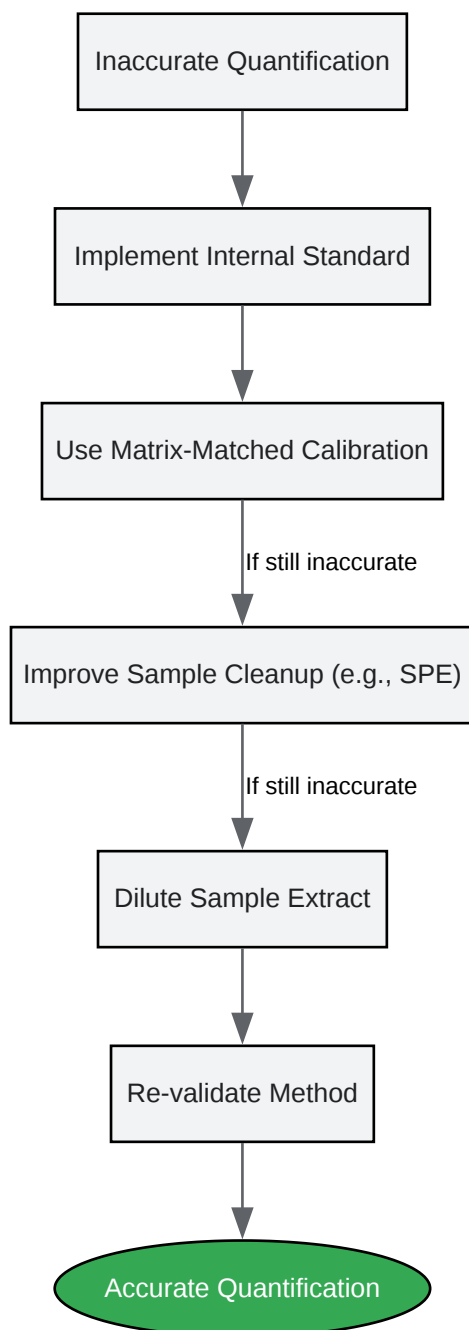 Inaccurate Quantification
Implement Internal Standard
Use Matrix-Matched Calibration
If still inaccurate
Improve Sample Cleanup (e.g., SPE)
If still inaccurate
Dilute Sample Extract
Re-validate Method
Accurate Quantification